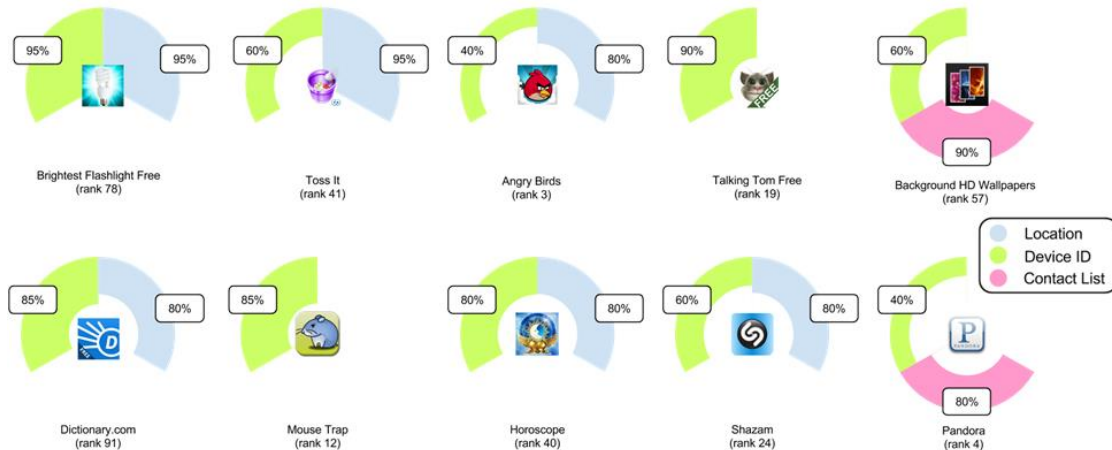 95%
95%
Brightest Flashlight Free
(rank 78)
60%
95%
Toss It
(rank 41)
40%
80%
Angry Birds
(rank 3)
90%
FREE
Talking Tom Free
(rank 19)
60%
90%
Background HD Wallpapers
(rank 57)
Location
Device ID
Contact List
85%
80%
FREE
D
Dictionary.com
(rank 91)
85%
Mouse Trap
(rank 12)
80%
80%
Horoscope
(rank 40)
60%
80%
Shazam
(rank 24)
40%
P
PANDORA
80%
Pandora
(rank 4)